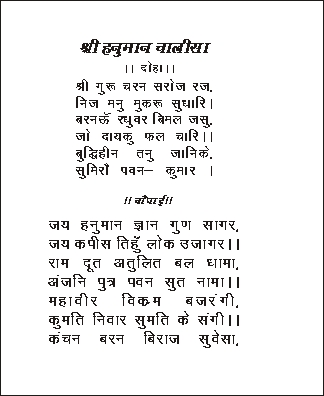 श्री हनुमान चालीसा
।। दोहा।।
श्री गुरू चरन सरोज रज,
निज मनु मुकरू सुधारि।
बरनऊँ रघुवर बिमल जसु,
जो दायकु फल चारि।।
बुद्धिहीन तनु जानिके,
सुमिरौं पवन– कुमार ।
।। चौपाई।।
जय हनुमान ज्ञान गुण सागर,
जय कपीस तिहुँ लोक उजागर।।
राम दूत अतुलित बल धामा,
अंजनि पुत्र पवन सुत नामा।।
महावीर विक्रम बजरंगी,
कुमति निवार सुमति के संगी।।
कंचन बरन बिराज सुवेसा,